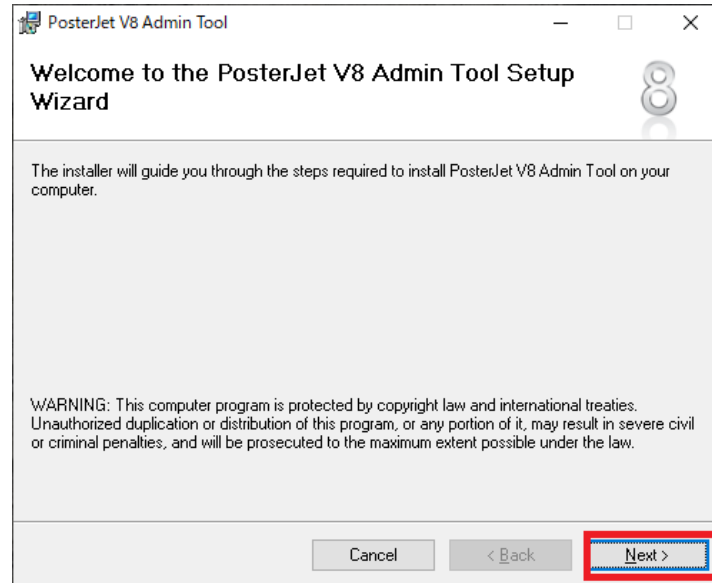 PosterJet V8 Admin Tool
Welcome to the PosterJet V8 Admin Tool Setup
Wizard
8
The installer will guide you through the steps required to install PosterJet V8 Admin Tool on your
computer.
WARNING: This computer program is protected by copyright law and international treaties.
Unauthorized duplication or distribution of this program, or any portion of it, may result in severe civil
or criminal penalties, and will be prosecuted to the maximum extent possible under the law.
Cancel < Back Next >